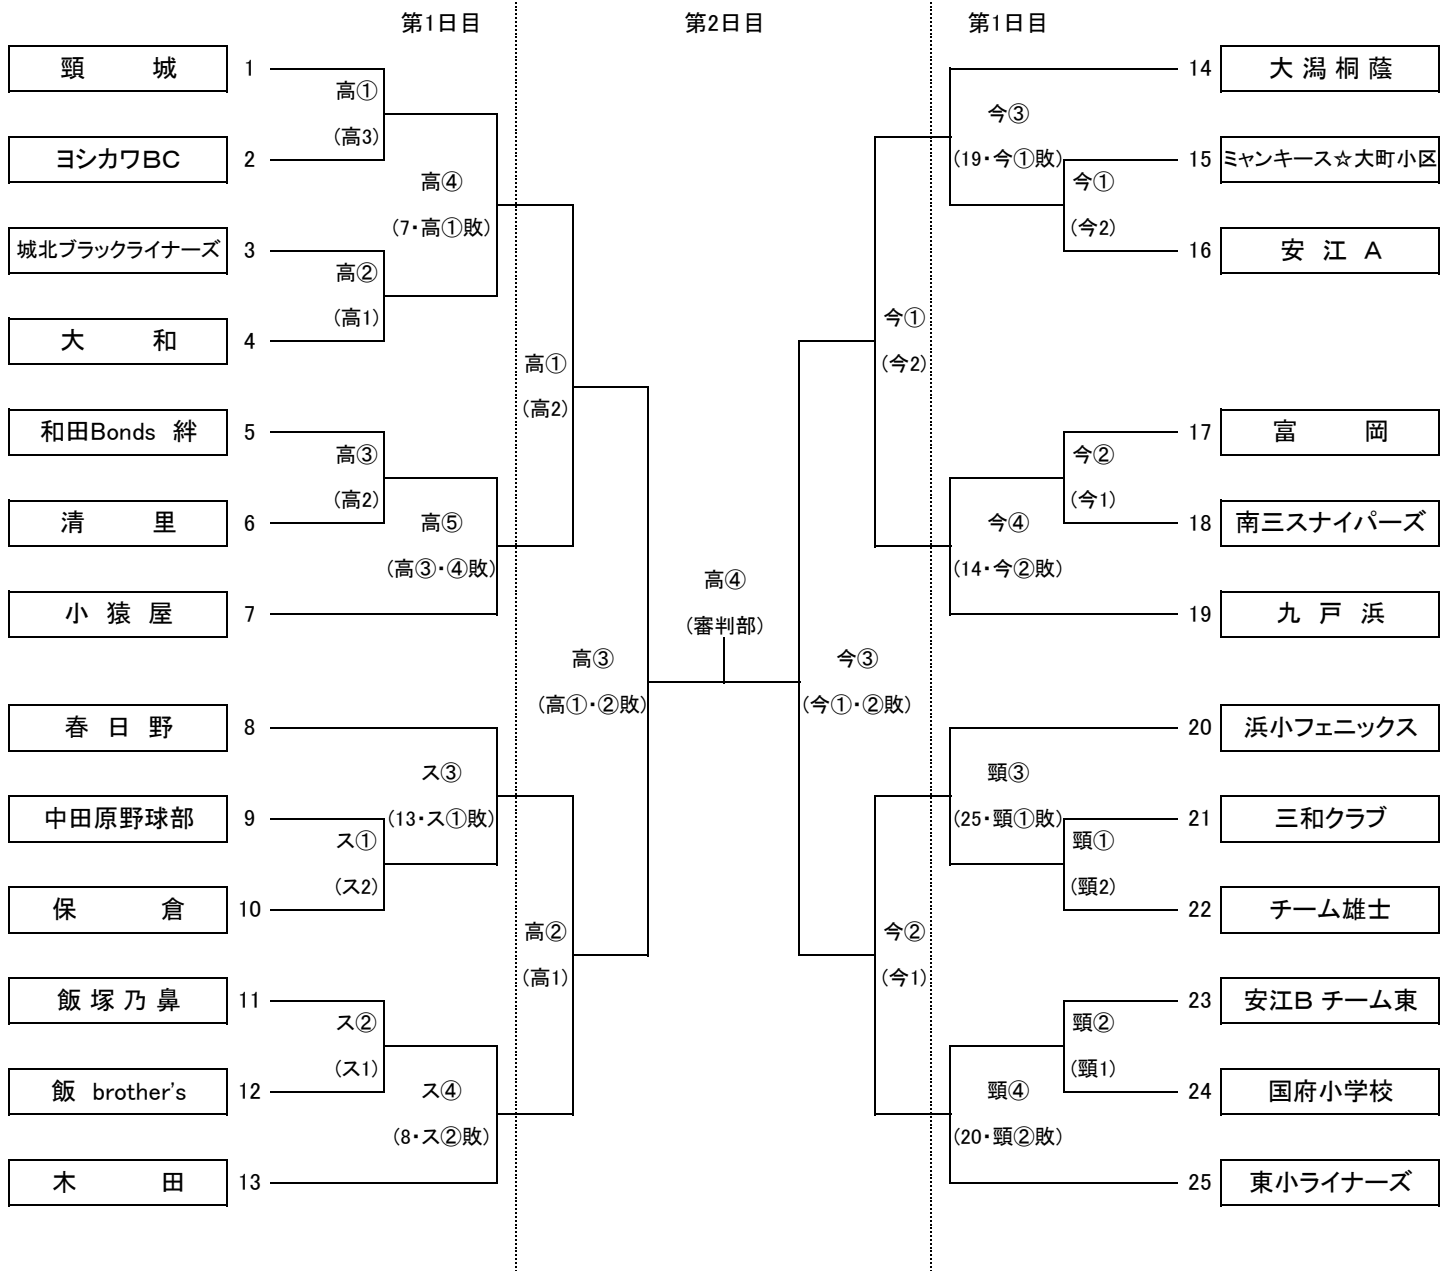 第1日目
第2日目
第1日目
頸 城 1
高①
(高3)
ヨシカワBC 2
高④
(7・高①敗)
城北ブラックライナーズ 3
高②
(高1)
大 和 4
高①
(高2)
和田Bonds 絆 5
高③
(高2)
清 里 6
高⑤
(高③・④敗)
小 猿 屋 7
高③
(高①・②敗)
春 日 野 8
ス③
(13・ス①敗)
中田原野球部 9
ス①
(ス2)
保 倉 10
高②
(高1)
飯 塚 乃 鼻 11
ス②
(ス1)
飯 brother's 12
ス④
(8・ス②敗)
木 田 13
高④
(審判部)
14 大 潟 桐 蔭
今③
(19・今①敗)
15 ミャンキース☆大町小区
今①
(今2)
16 安 江 A
今①
(今2)
17 富 岡
今②
(今1)
18 南三スナイパーズ
今④
(14・今②敗)
19 九 戸 浜
今③
(今①・②敗)
20 浜小フェニックス
頸③
(25・頸①敗)
21 三和クラブ
頸①
(頸2)
22 チーム雄士
今②
(今1)
23 安江B チーム東
頸②
(頸1)
24 国府小学校
頸④
(20・頸②敗)
25 東小ライナーズ